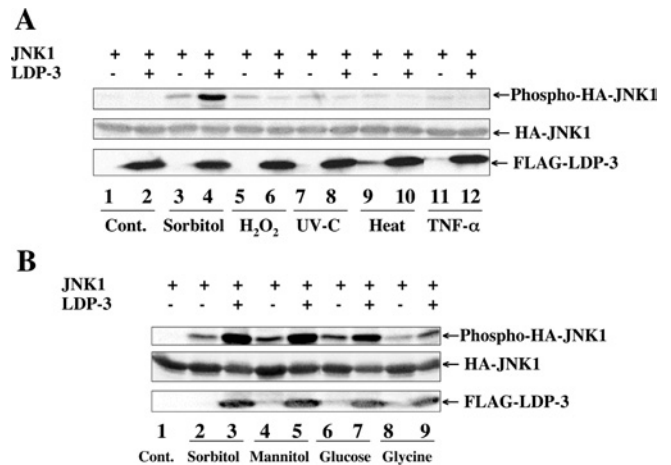 A
JNK1 + + + + + + + + + + + +
LDP-3 - + - + - + - + - + - +
Phospho-HA-JNK1
HA-JNK1
FLAG-LDP-3
1 2 3 4 5 6 7 8 9 10 11 12
Cont. Sorbitol H₂O₂ UV-C Heat TNF-α
B
JNK1 + + + + + + + + +
LDP-3 - - + - + - + - +
Phospho-HA-JNK1
HA-JNK1
FLAG-LDP-3
1 2 3 4 5 6 7 8 9
Cont. Sorbitol Mannitol Glucose Glycine